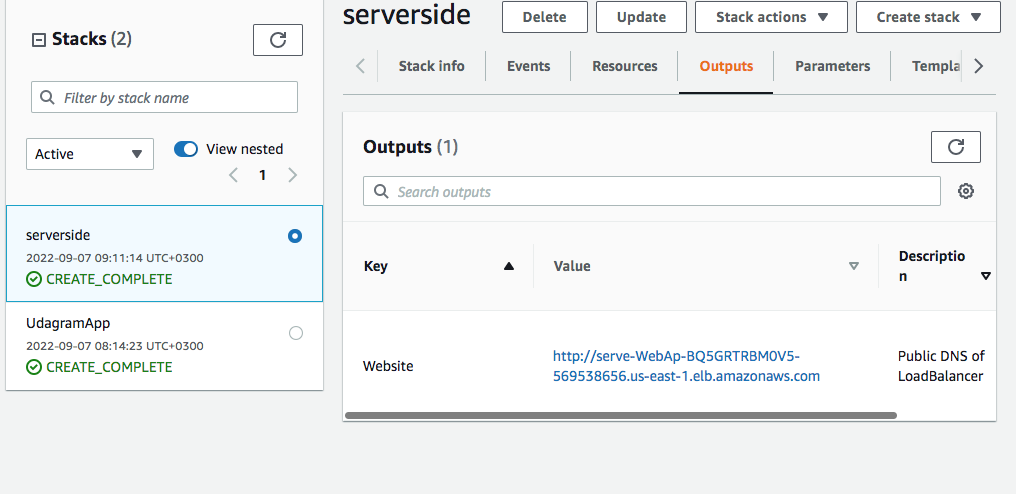 Stacks (2)
Filter by stack name
Active
View nested
1
serverside
2022-09-07 09:11:14 UTC+0300
CREATE_COMPLETE
UdagramApp
2022-09-07 08:14:23 UTC+0300
CREATE_COMPLETE
serverside
Delete
Update
Stack actions
Create stack
Stack info
Events
Resources
Outputs
Parameters
Templa
Outputs (1)
Search outputs
Key
Value
Descriptio
n
Website
http://serve-WebAp-BQ5GRTRBM0V5-
569538656.us-east-1.elb.amazonaws.com
Public DNS of
LoadBalancer